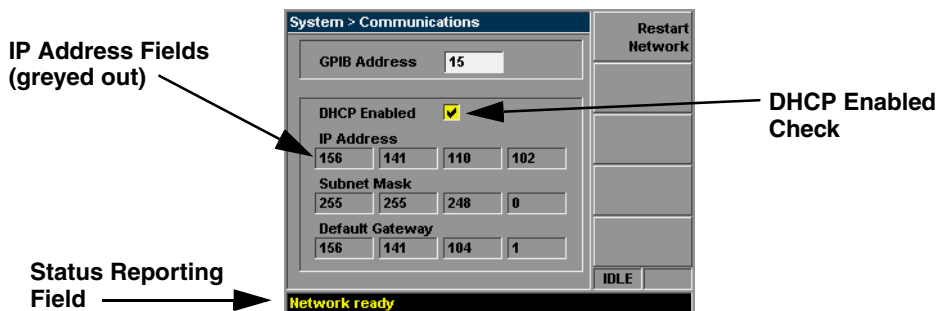 System > Communications
Restart
Network
IP Address Fields
(greyed out)
GPIB Address 15
DHCP Enabled
DHCP Enabled
Check
IP Address
156 141 110 102
Subnet Mask
255 255 248 0
Default Gateway
156 141 104 1
Status Reporting
Field
IDLE
Network ready